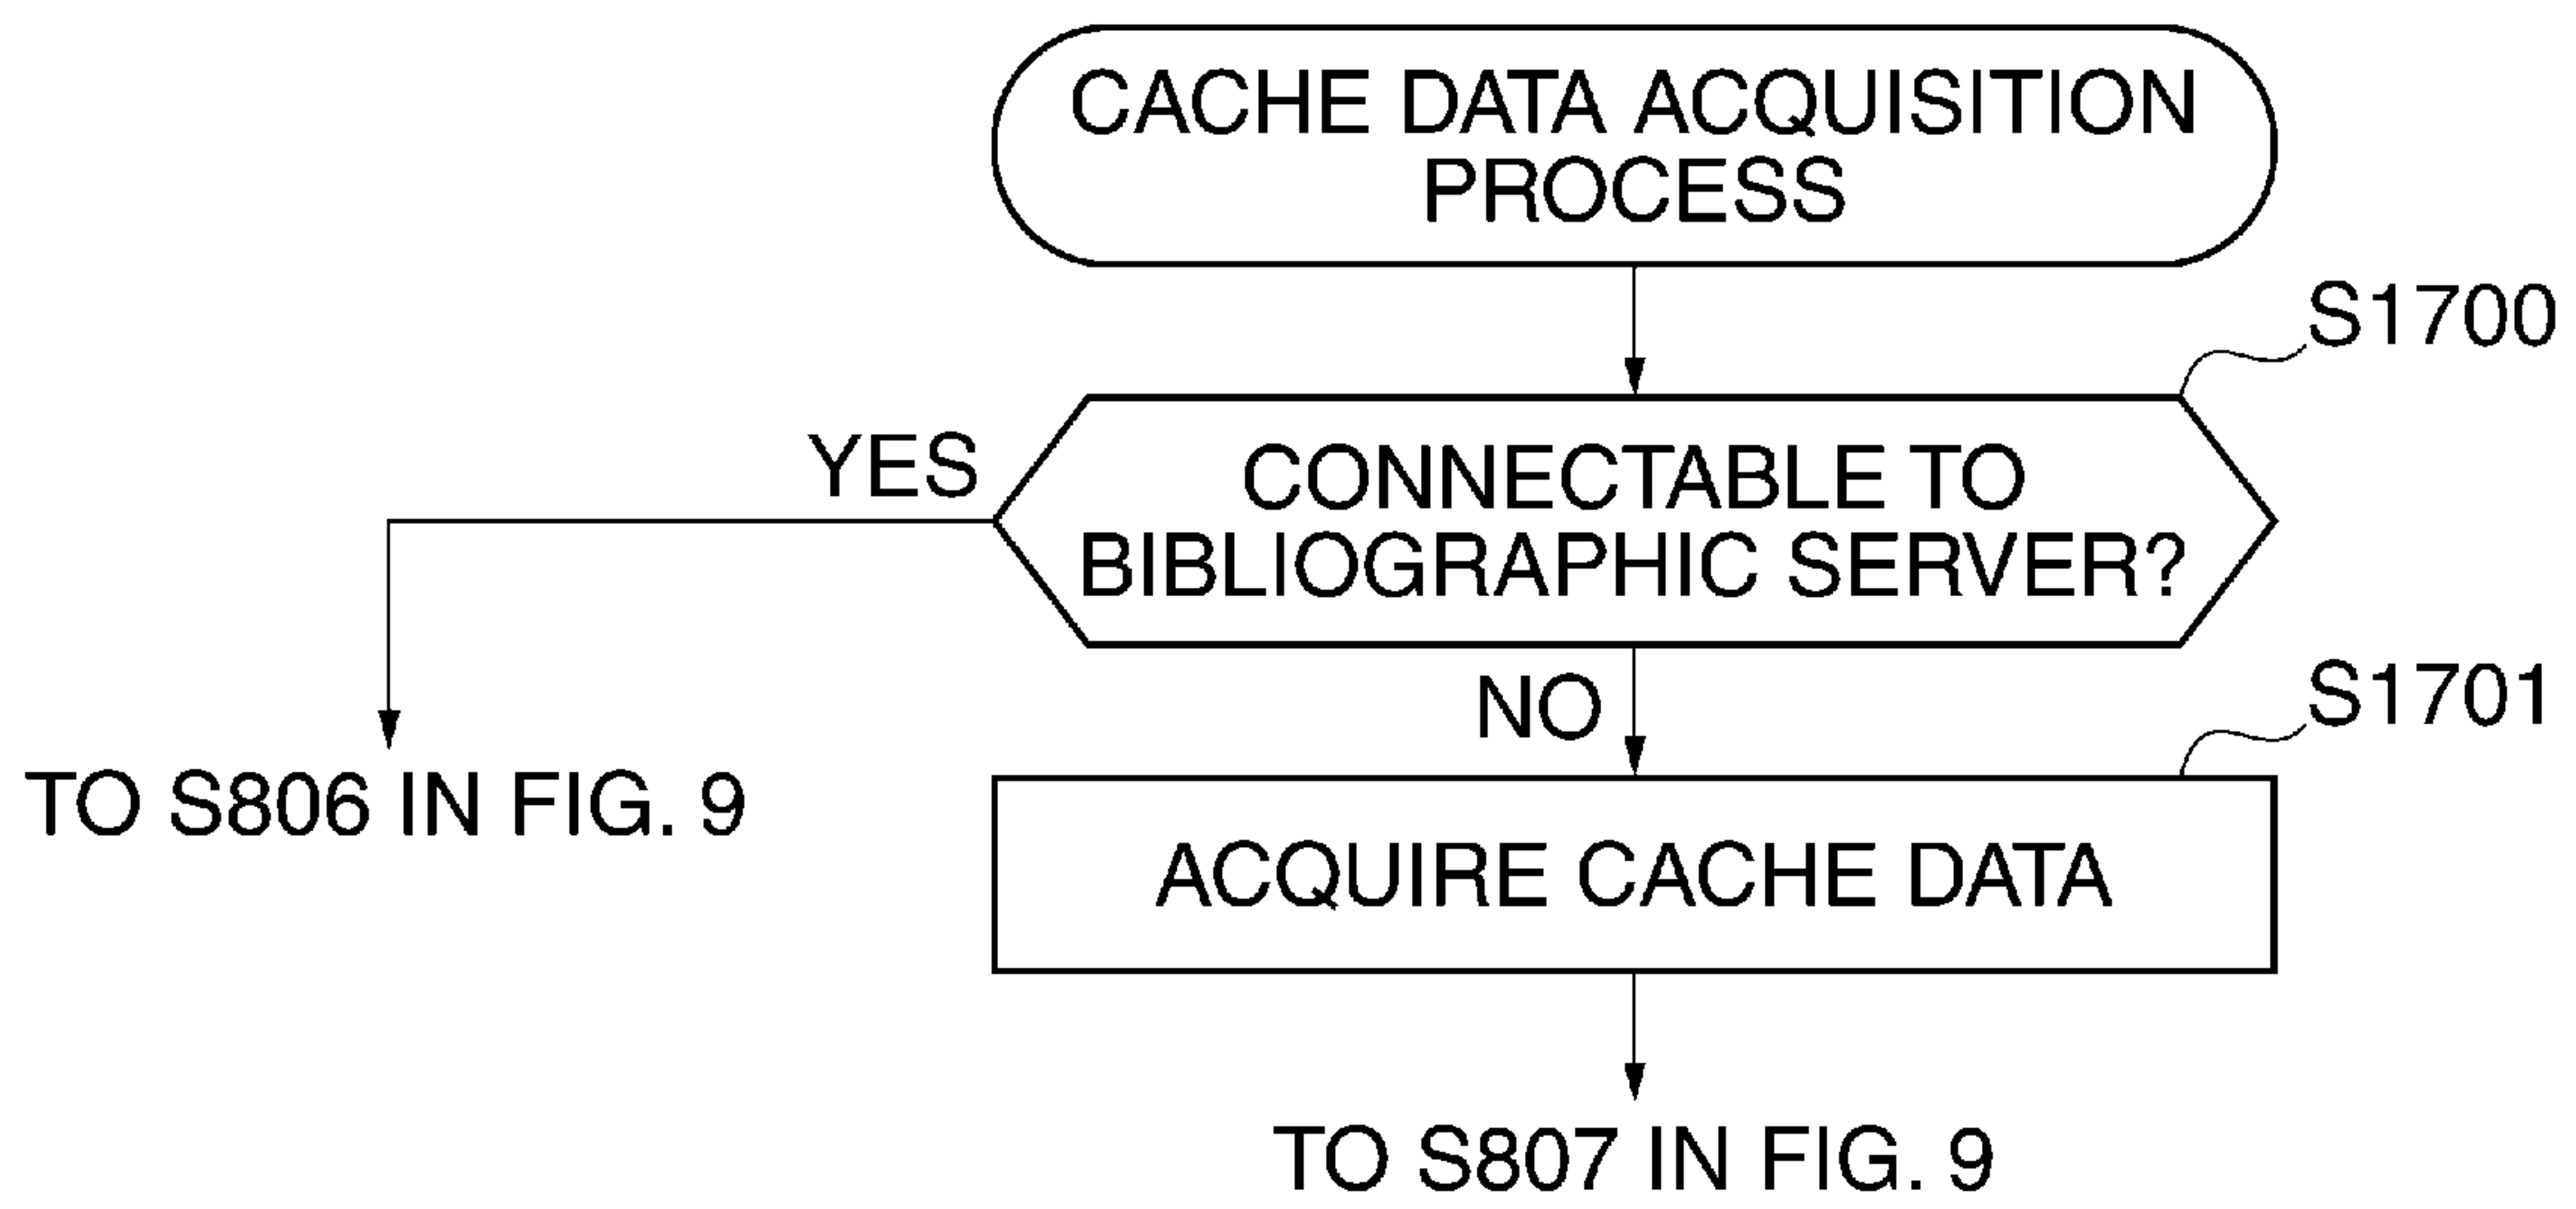 CACHE DATA ACQUISITION
PROCESS
S1700
YES
CONNECTABLE TO
BIBLIOGRAPHIC SERVER?
NO
S1701
TO S806 IN FIG. 9
ACQUIRE CACHE DATA
TO S807 IN FIG. 9